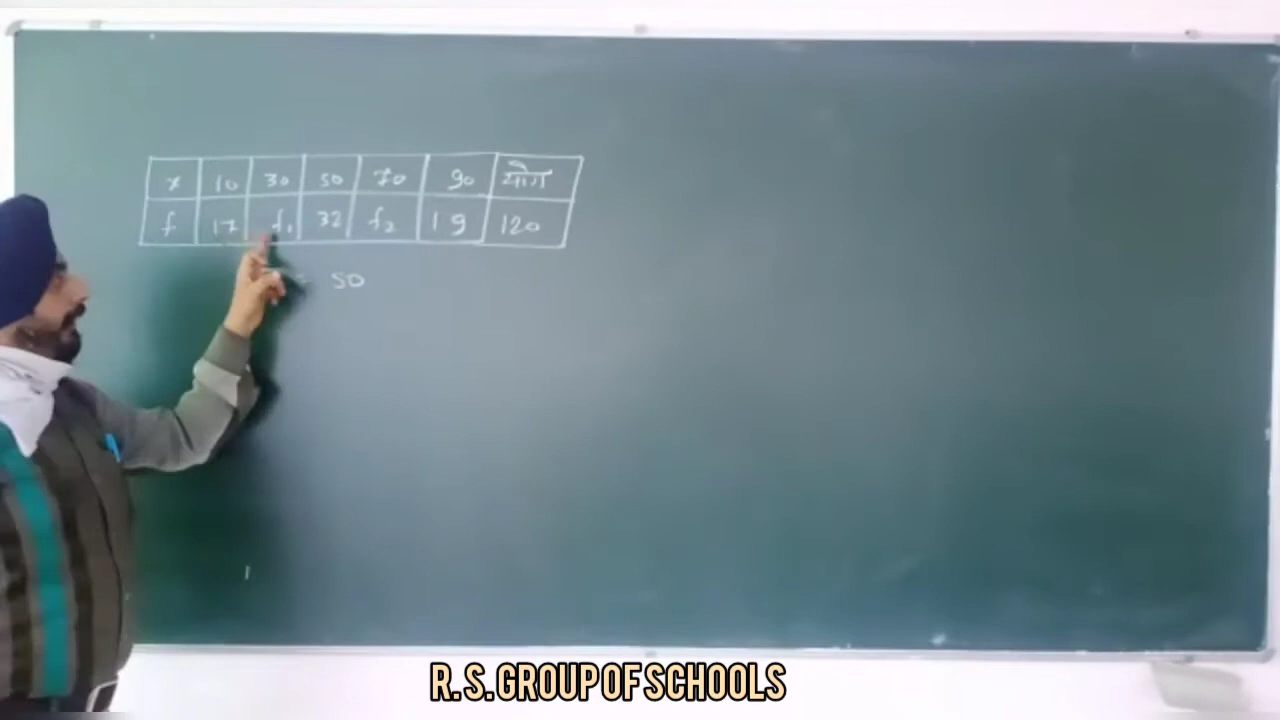 x 10 30 50 70 90 योग
f 17 f₁ 32 f₂ 19 120
= 50
R.S. GROUP OF SCHOOLS